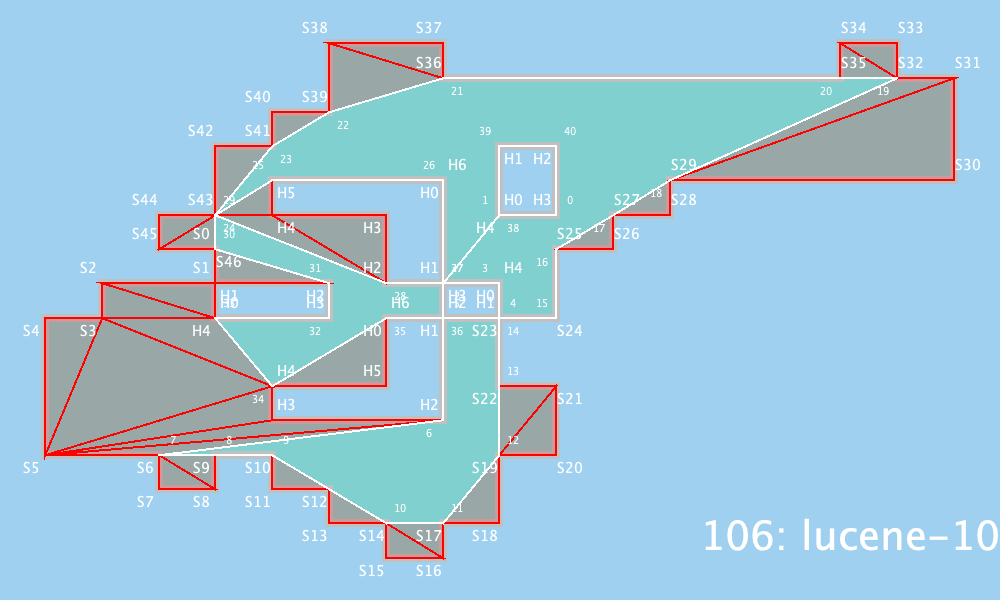 S38 S37 S34 S33
S36 S35 S32 S31
21 20 19
S40 S39
22
S42 S41 39 40
23 H1 H2
25 26 H6 S29 S30
H5 H0 1 H0 H3 0 18
S44 S43 29 S27 S28
24 H4 H3 H4 38 17
S45 S0 30 S25 S26
S2 S1 S46 31 H2 H1 37 3 H4 16
H1 H2 28 H3 H0
H3 H6 H2 H1 4 15
S4 S3 H4 32 H0 35 H1 36 S23 14 S24
H4 H5 13
34 H3 H2 S22 S21
7 8 9 6 12
S5 S6 S9 S10 S19 S20
S7 S8 S11 S12 10 11
S13 S14 S17 S18
106: lucene-10
S15 S16